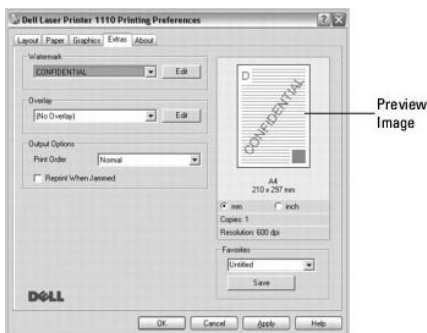 Dell Laser Printer 1110 Printing Preferences
Layout Paper Graphics Extras About
Watermark
CONFIDENTIAL
Edit
Overlay
(No Overlay)
Edit
Output Options
Print Order
Normal
Reprint When Jammed
D
CONFIDENTIAL
Preview
Image
A4
210 x 297 mm
mm
inch
Copies: 1
Resolution: 600 dpi
Favorites
Untitled
Save
DELL
OK
Cancel
Apply
Help